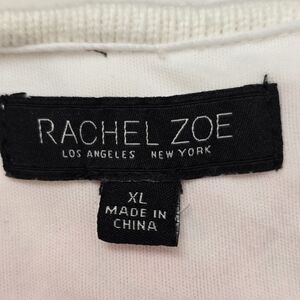 RACHEL ZOE
LOS ANGELES NEW YORK
XL
MADE IN
CHINA